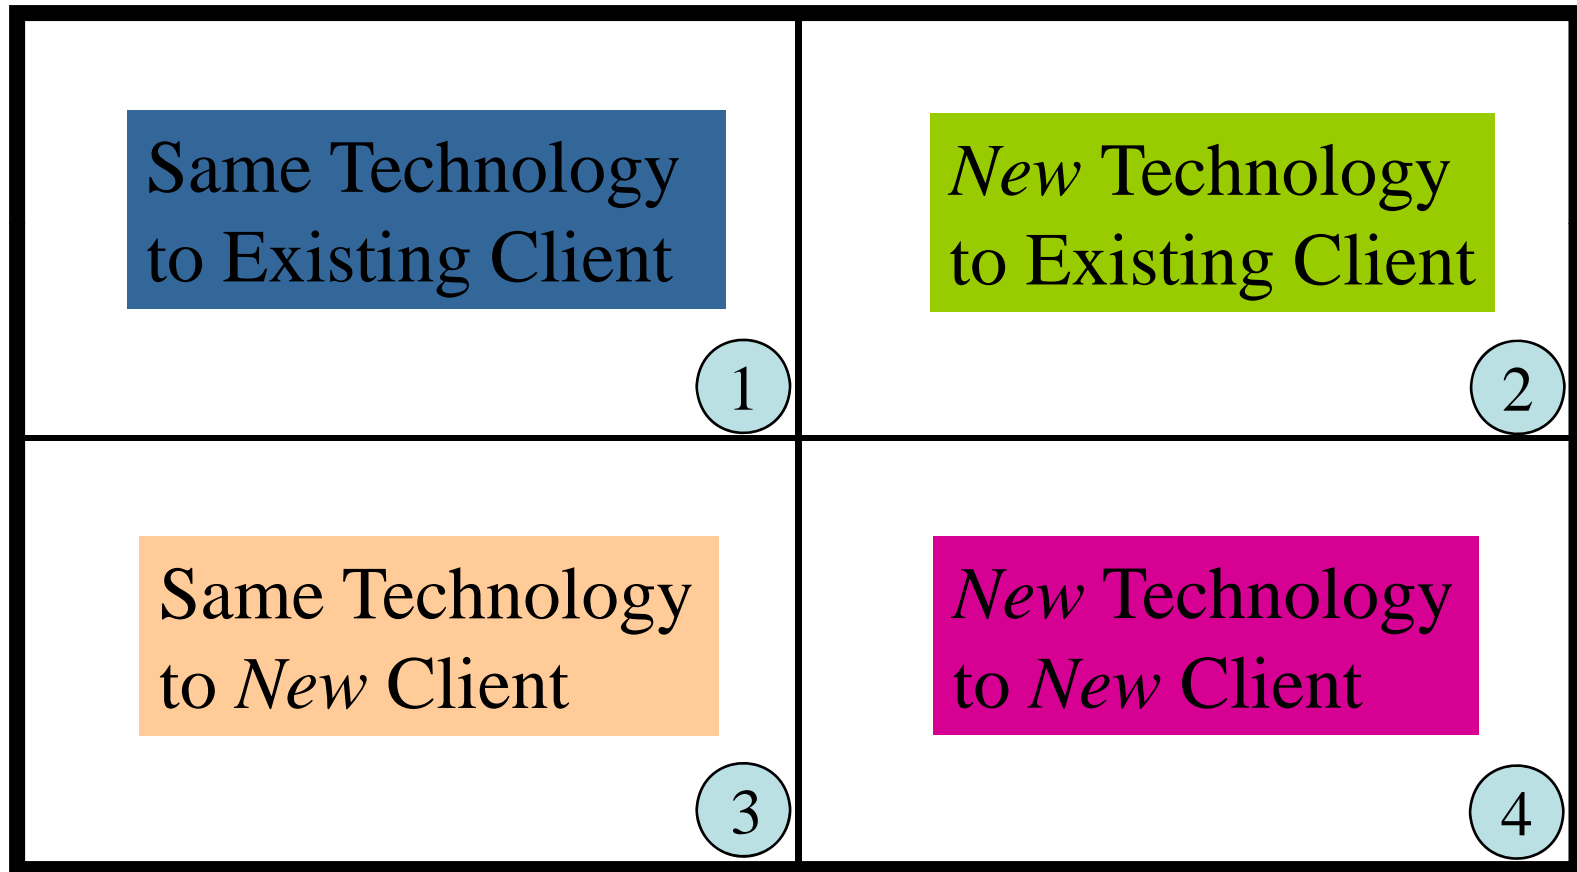 Same Technology
to Existing Client
1
New Technology
to Existing Client
2
Same Technology
to New Client
3
New Technology
to New Client
4